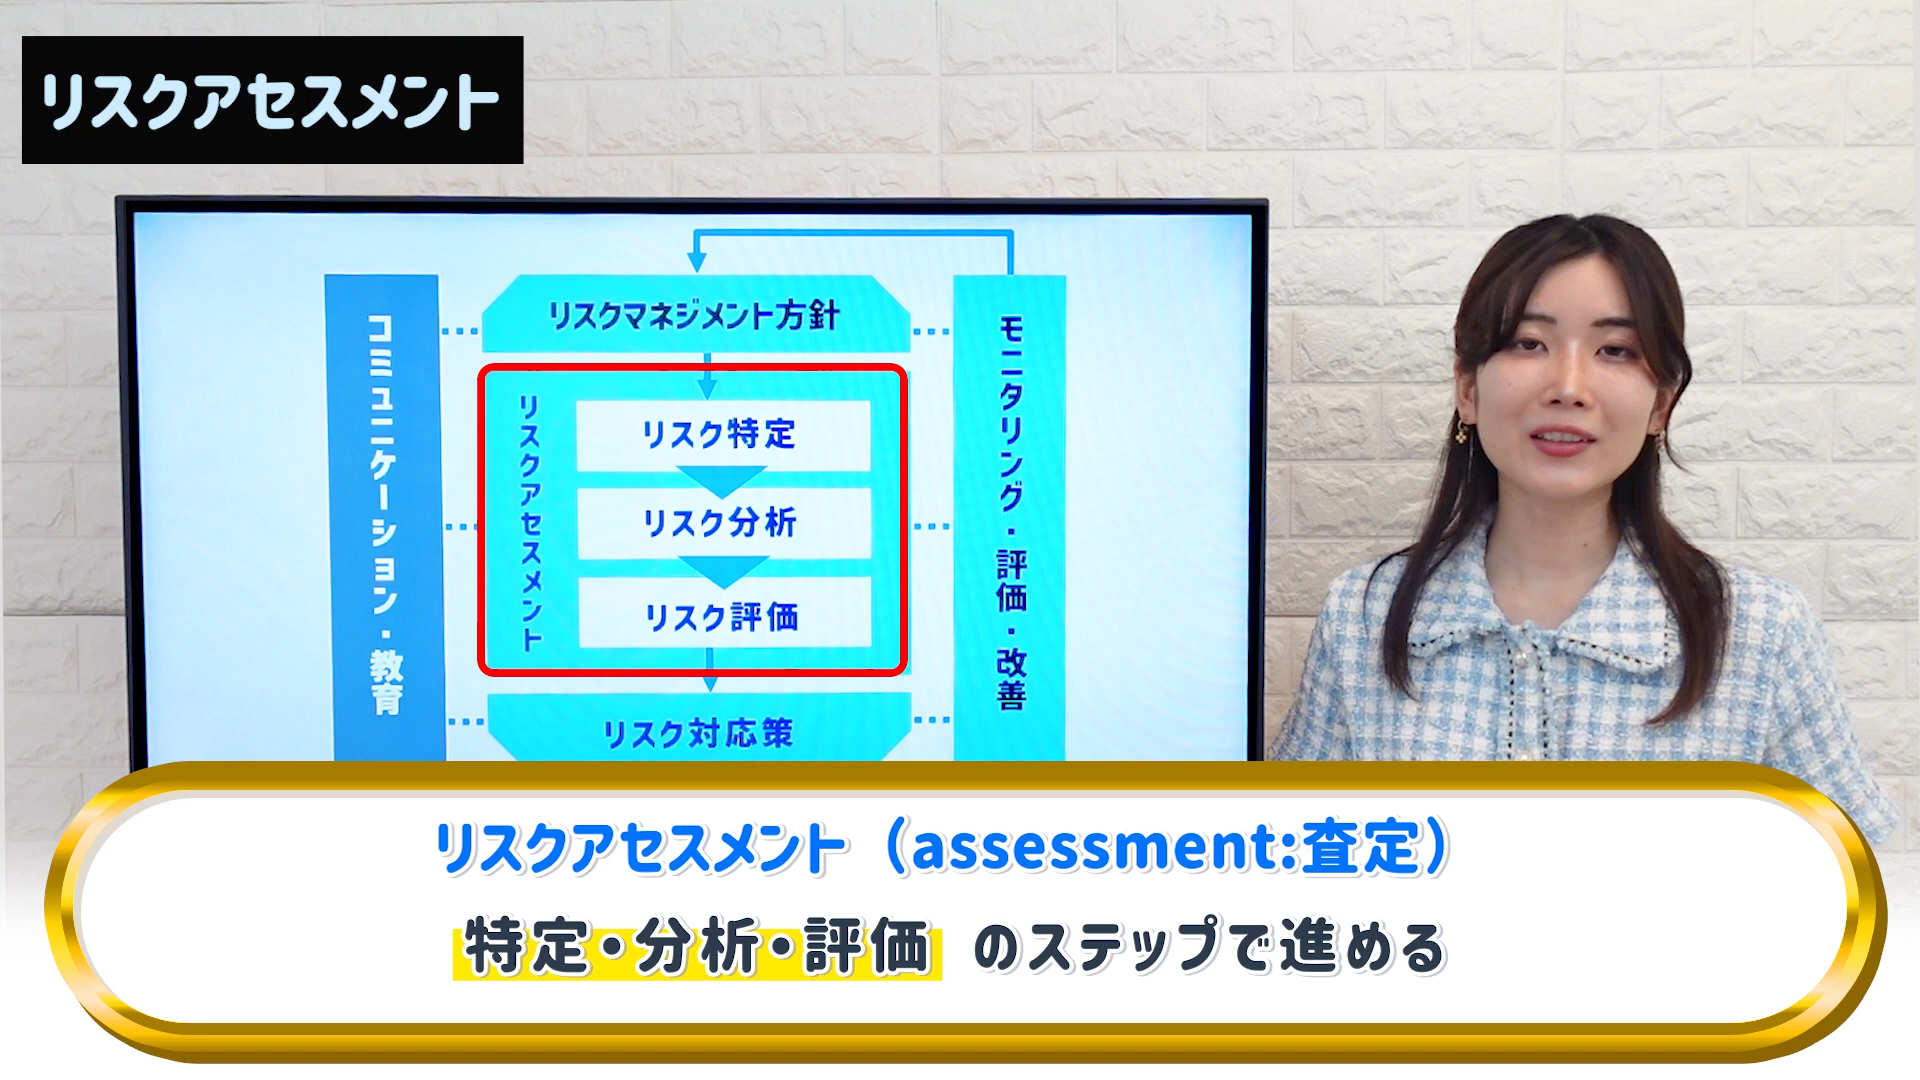 リスクアセスメント
コミュニケーション・教育
リスクマネジメント方針
リスクアセスメント
リスク特定
リスク分析
リスク評価
リスク対応策
モニタリング・評価・改善
リスクアセスメント（assessment:査定）
特定・分析・評価 のステップで進める